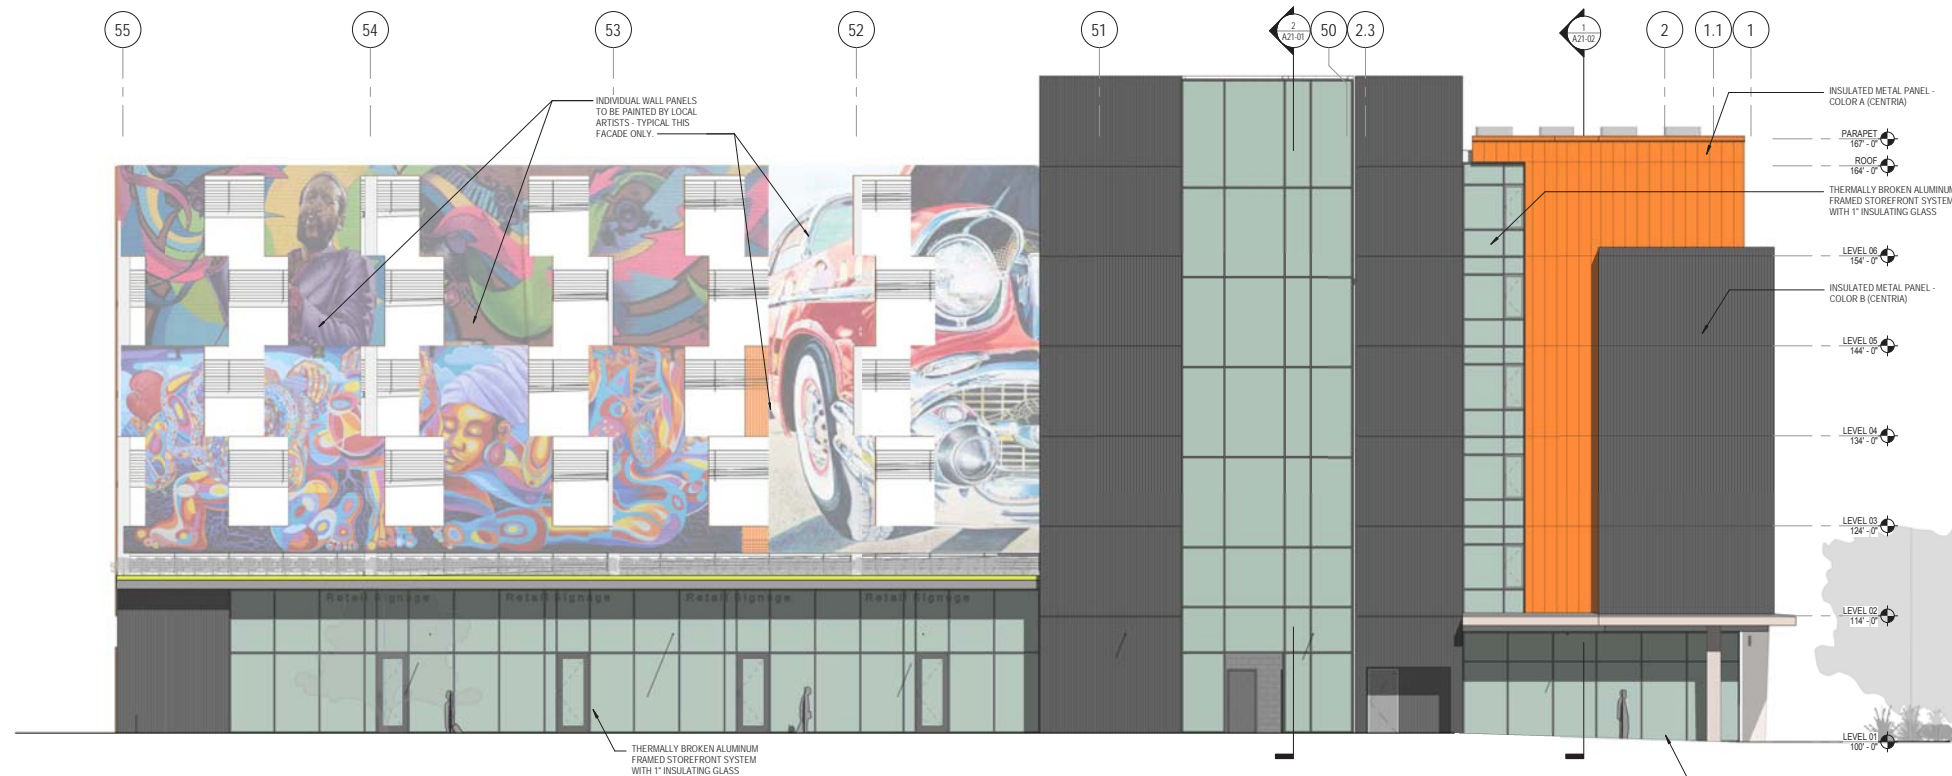 55
54
53
52
51
2
A21-01
50
2.3
1
A21-02
2
1.1
1
INDIVIDUAL WALL PANELS
TO BE PAINTED BY LOCAL
ARTISTS - TYPICAL THIS
FACADE ONLY.
INSULATED METAL PANEL -
COLOR A (CENTRIA)
PARAPET
167' - 0"
ROOF
164' - 0"
THERMALLY BROKEN ALUMINUM
FRAMED STOREFRONT SYSTEM
WITH 1" INSULATING GLASS
LEVEL 06
154' - 0"
INSULATED METAL PANEL -
COLOR B (CENTRIA)
LEVEL 05
144' - 0"
LEVEL 04
134' - 0"
LEVEL 03
124' - 0"
LEVEL 02
114' - 0"
Retail Signage
Retail Signage
Retail Signage
Retail Signage
LEVEL 01
100' - 0"
THERMALLY BROKEN ALUMINUM
FRAMED STOREFRONT SYSTEM
WITH 1" INSULATING GLASS